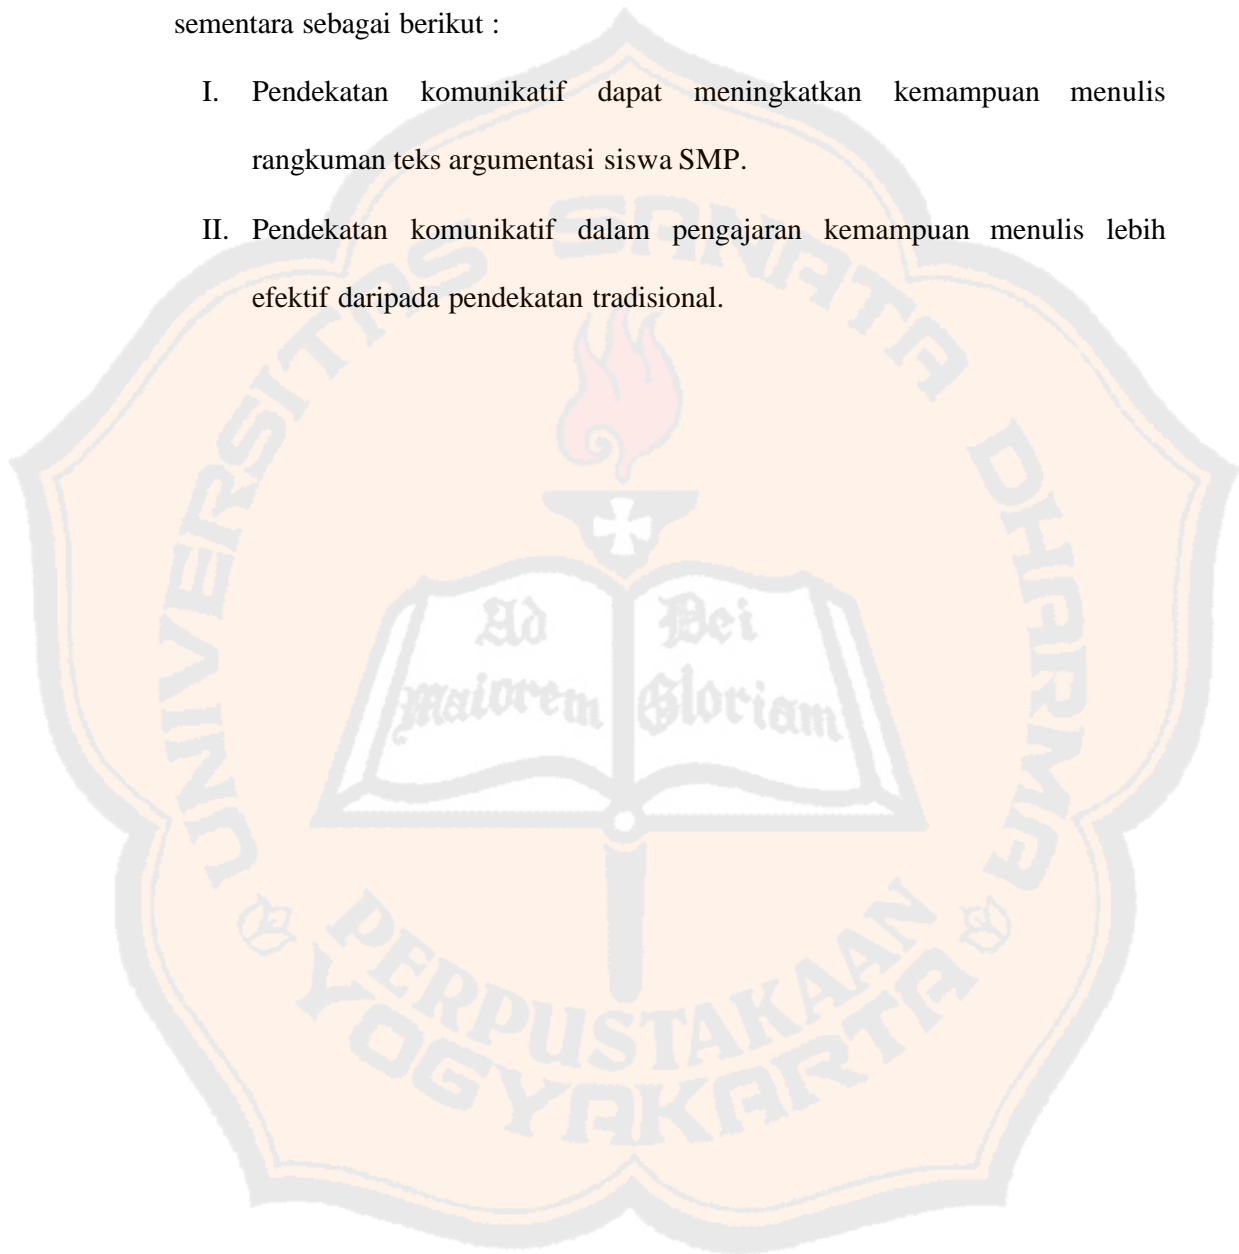 sementara sebagai berikut :
I. Pendekatan komunikatif dapat meningkatkan kemampuan menulis
rangkuman teks argumentasi siswa SMP.
II. Pendekatan komunikatif dalam pengajaran kemampuan menulis lebih
efektif daripada pendekatan tradisional.
UNIVERSITAS SANATA DHARMA
Ad Dei
maiorem Gloriam
PERPUSTAKAAN
YOGYAKARTA